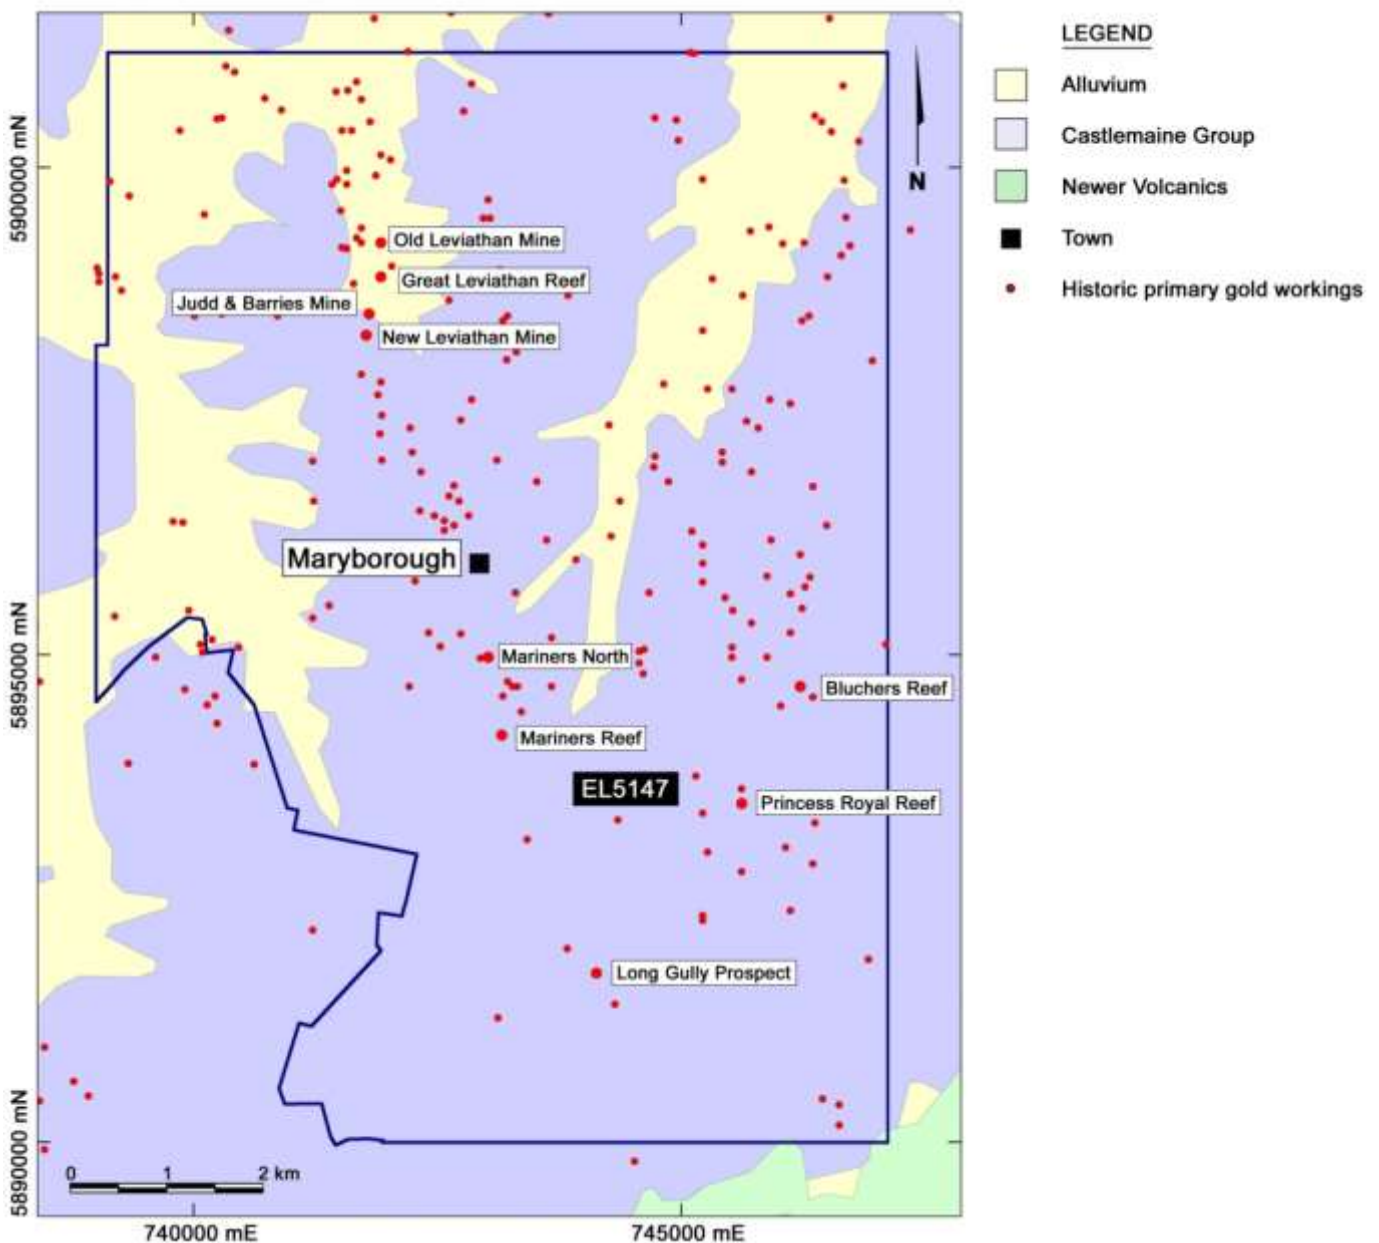 LEGEND
Alluvium
Castlemaine Group
Newer Volcanics
Town
Historic primary gold workings
N
5900000 mN
5895000 mN
5890000 mN
Old Leviathan Mine
Great Leviathan Reef
Judd & Barries Mine
New Leviathan Mine
Maryborough
Mariners North
Bluchers Reef
Mariners Reef
EL5147
Princess Royal Reef
Long Gully Prospect
0 1 2 km
740000 mE
745000 mE